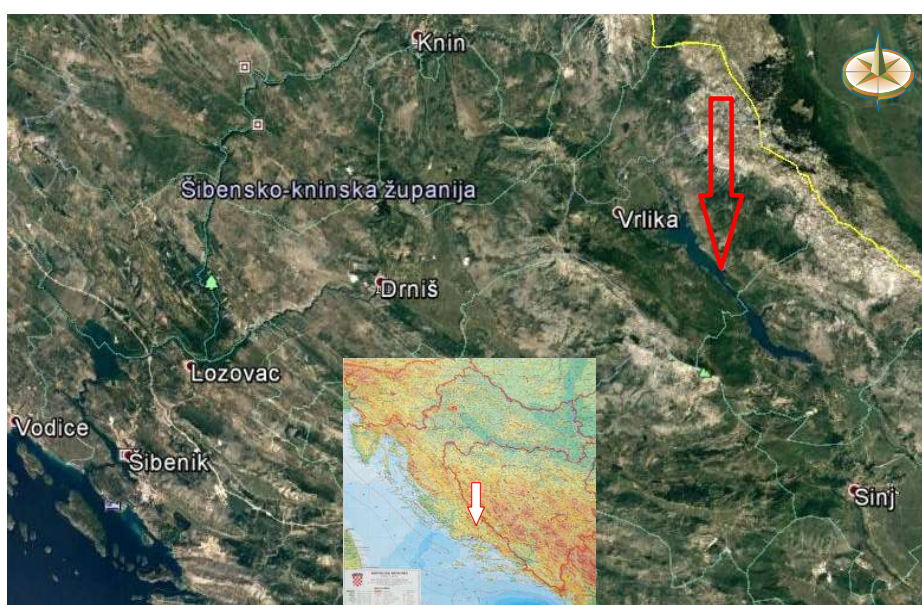 Knin
Šibensko-kninska županija
Vrlika
Drniš
Lozovac
Vodice
Šibenik
Sinj